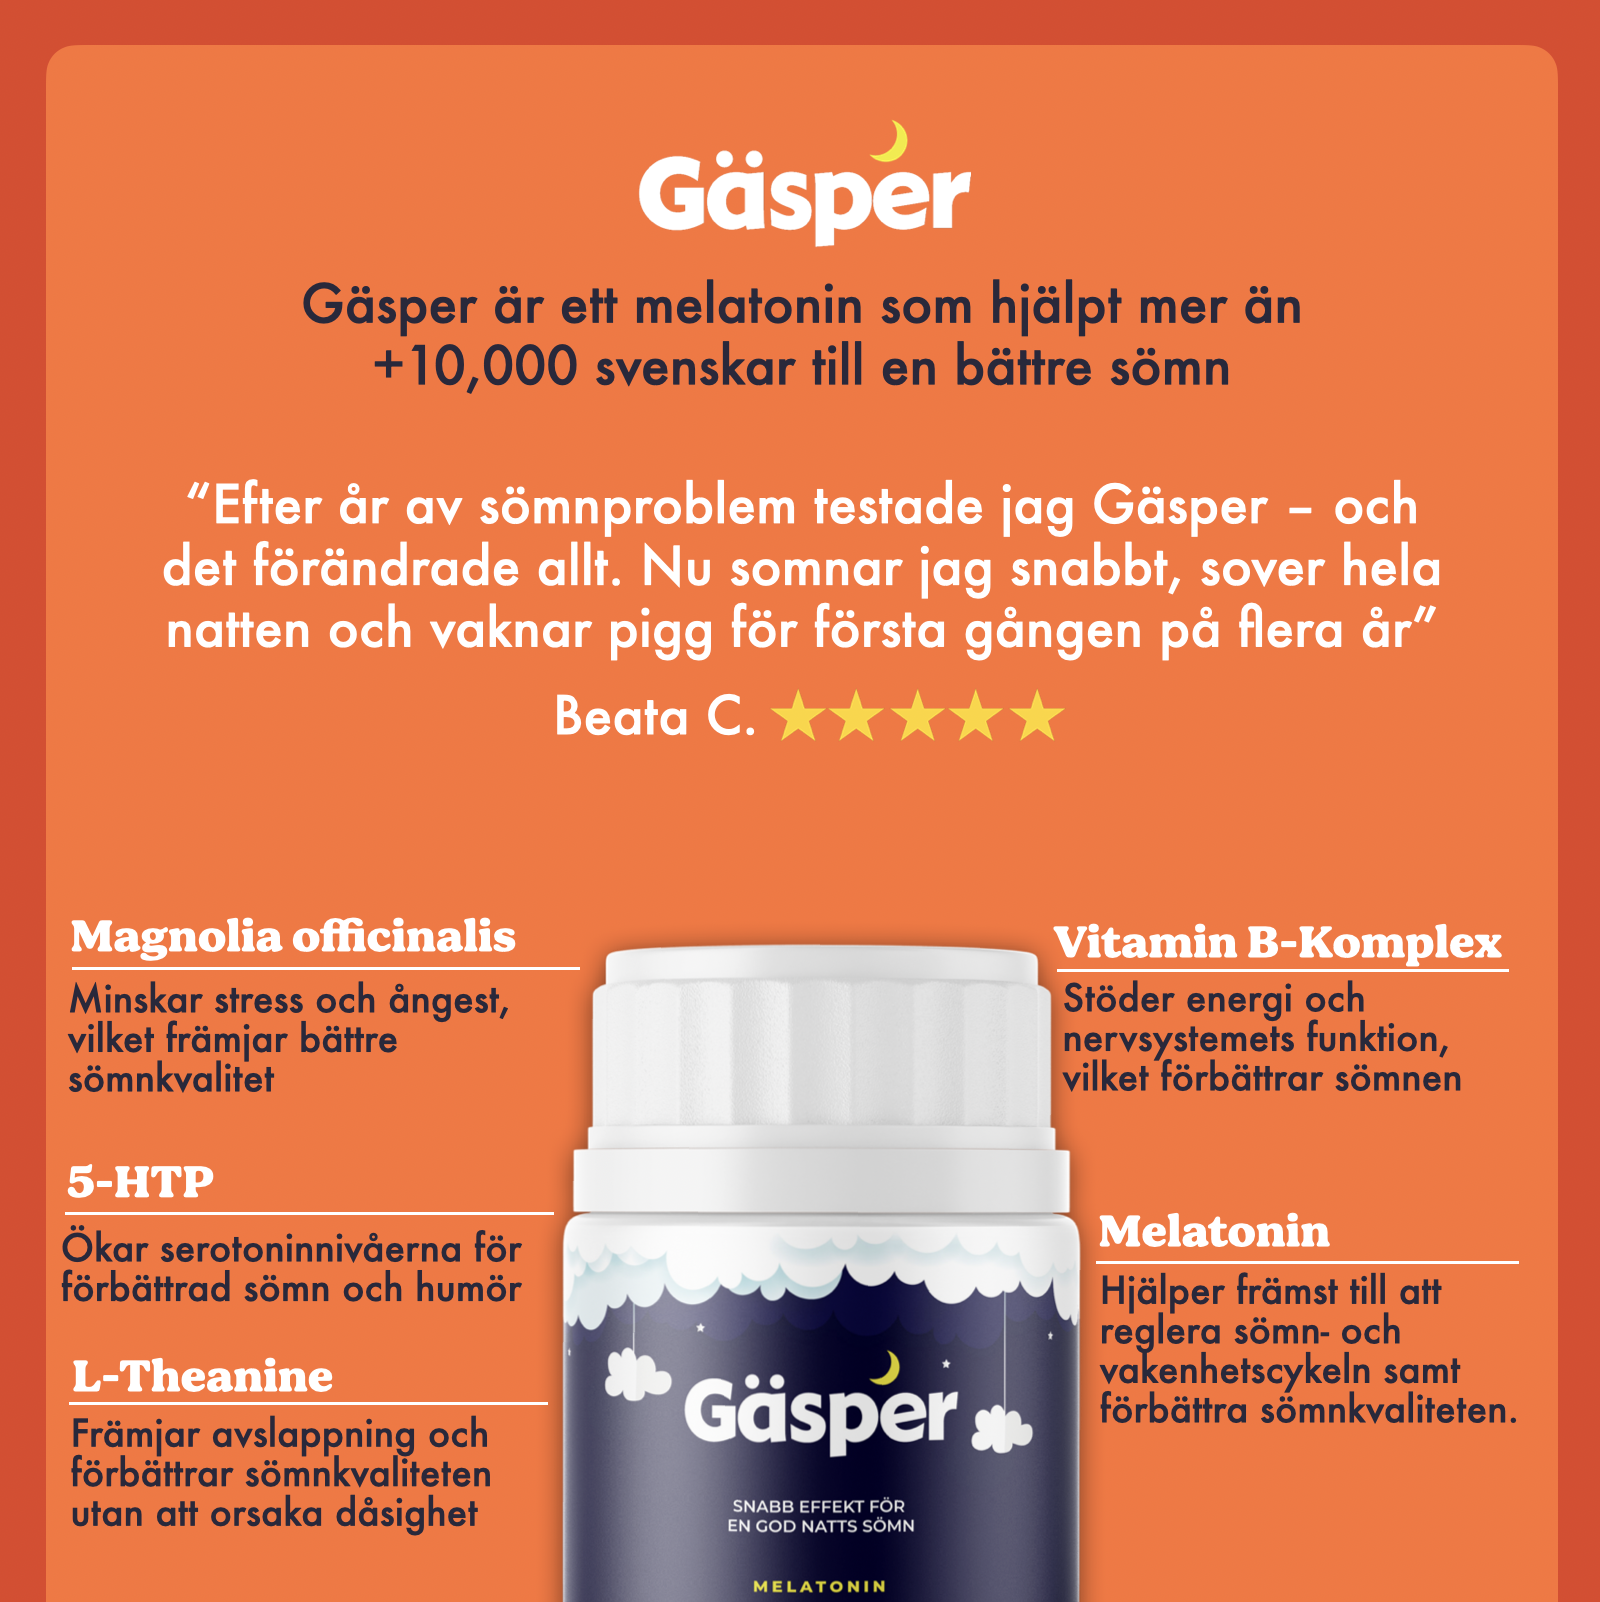 Gäsper
Gäsper är ett melatonin som hjälpt mer än
+10,000 svenskar till en bättre sömn
“Efter år av sömnproblem testade jag Gäsper – och
det förändrade allt. Nu somnar jag snabbt, sover hela
natten och vaknar pigg för första gången på flera år”
Beata C.
Magnolia officinalis
Minskar stress och ångest,
vilket främjar bättre
sömnkvalitet
5-HTP
Ökar serotoninnivåerna för
förbättrad sömn och humör
L-Theanine
Främjar avslappning och
förbättrar sömnkvaliteten
utan att orsaka dåsighet
Vitamin B-Komplex
Stöder energi och
nervsystemets funktion,
vilket förbättrar sömnen
Melatonin
Hjälper främst till att
reglera sömn- och
vakenhetscykeln samt
förbättra sömnkvaliteten.
Gäsper
SNABB EFFEKT FÖR
EN GOD NATTS SÖMN
MELATONIN